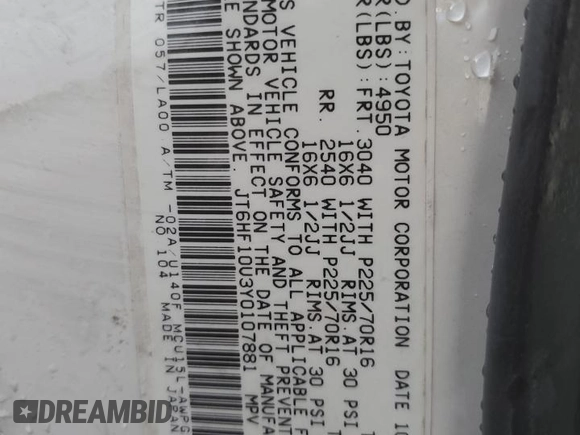 D. BY: TOYOTA MOTOR CORPORATION DATE 10
R(LBS): 4950
R(LBS): FRT. 3040 WITH P225/70R16
16X6 1/2JJ RIMS. AT 30 PSI
RR. 2540 WITH P225/70R16
16X6 1/2JJ RIMS. AT 30 PSI
S VEHICLE CONFORMS TO ALL APPLICABLE F
MOTOR VEHICLE SAFETY AND THEFT PREVENT
NDARDS IN EFFECT ON THE DATE OF MANUFA
E SHOWN ABOVE. JT6HF10U3Y0107881 MPV
TR 057/LA00 A/TM -02A/U140F MCU15L-AWPG
NO 104 MADE IN JAPAN
DREAMBID